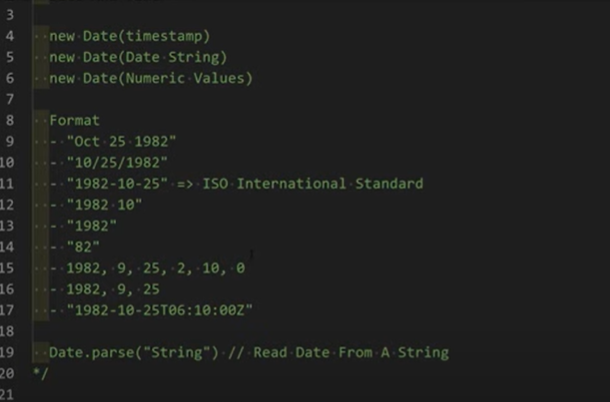 3
4 new Date(timestamp)
5 new Date(Date String)
6 new Date(Numeric Values)
7
8 Format
9 - "Oct 25 1982"
10 - "10/25/1982"
11 - "1982-10-25" => ISO International Standard
12 - "1982 10"
13 - "1982"
14 - "82"
15 - 1982, 9, 25, 2, 10, 0
16 - 1982, 9, 25
17 - "1982-10-25T06:10:00Z"
18
19 Date.parse("String") // Read Date From A String
20 */
21